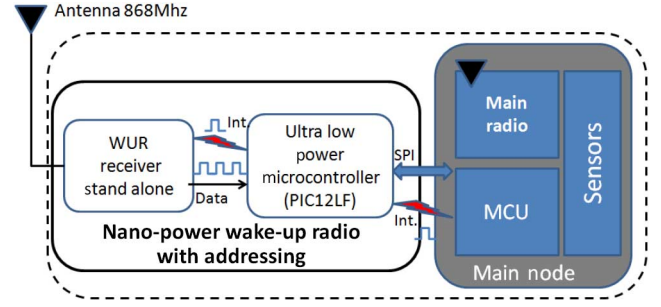 Antenna 868Mhz
WUR
receiver
stand alone
Int.
Data
Ultra low
power
microcontroller
(PIC12LF)
SPI
Int.
Nano-power wake-up radio
with addressing
Main
radio
MCU
Sensors
Main node